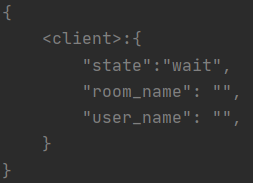 {
    <client>:{
        "state":"wait",
        "room_name": "",
        "user_name": "",
    }
}